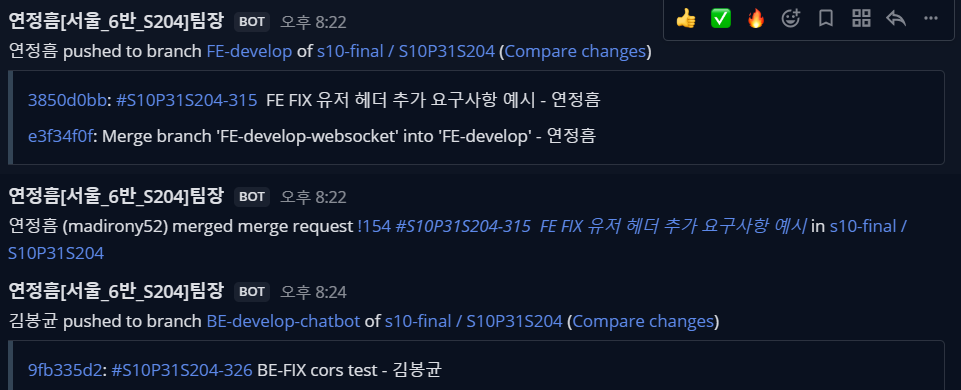 연정흠[서울_6반_S204]팀장 BOT 오후 8:22
연정흠 pushed to branch FE-develop of s10-final / S10P31S204 (Compare changes)
3850d0bb: #S10P31S204-315 FE FIX 유저 헤더 추가 요구사항 예시 - 연정흠
e3f34f0f: Merge branch 'FE-develop-websocket' into 'FE-develop' - 연정흠
연정흠[서울_6반_S204]팀장 BOT 오후 8:22
연정흠 (madirony52) merged merge request !154 #S10P31S204-315 FE FIX 유저 헤더 추가 요구사항 예시 in s10-final /
S10P31S204
연정흠[서울_6반_S204]팀장 BOT 오후 8:24
김봉균 pushed to branch BE-develop-chatbot of s10-final / S10P31S204 (Compare changes)
9fb335d2: #S10P31S204-326 BE-FIX cors test - 김봉균